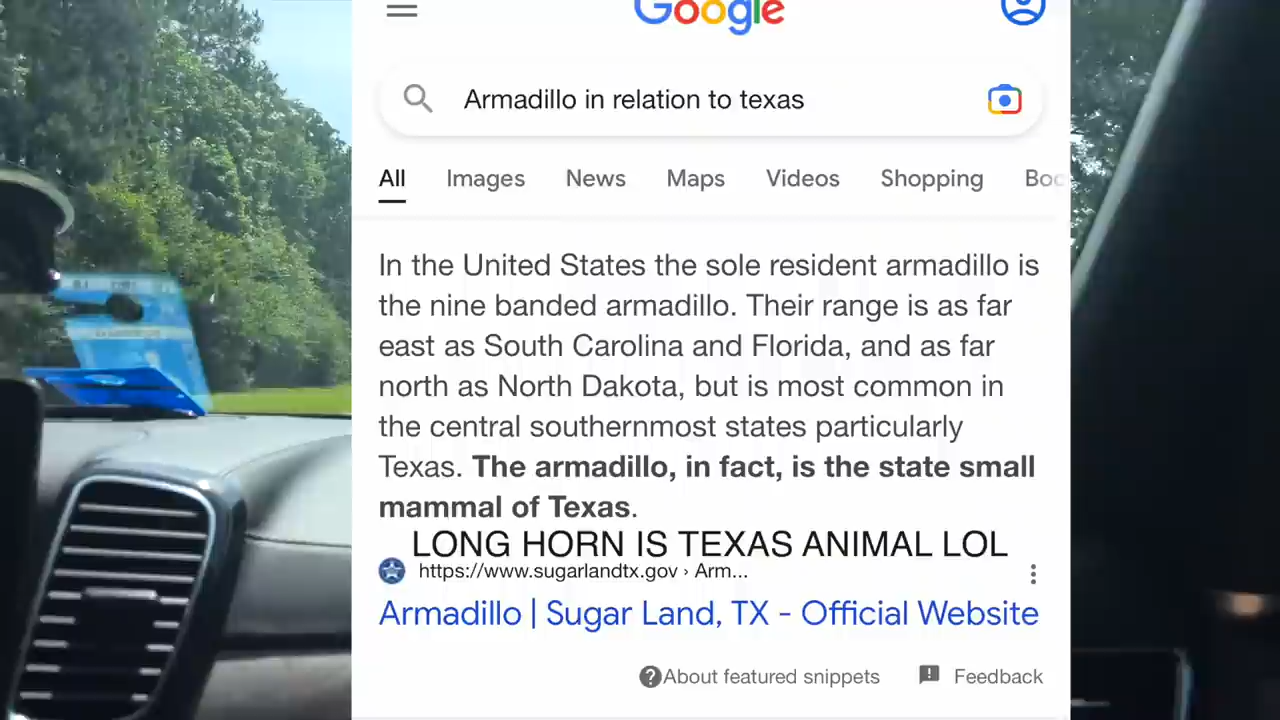 Google
Armadillo in relation to texas
All Images News Maps Videos Shopping Boo
In the United States the sole resident armadillo is
the nine banded armadillo. Their range is as far
east as South Carolina and Florida, and as far
north as North Dakota, but is most common in
the central southernmost states particularly
Texas. The armadillo, in fact, is the state small
mammal of Texas.
LONG HORN IS TEXAS ANIMAL LOL
https://www.sugarlandtx.gov › Arm...
Armadillo | Sugar Land, TX - Official Website
About featured snippets Feedback